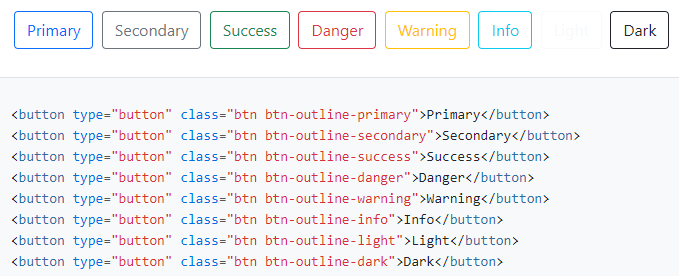 Primary Secondary Success Danger Warning Info Light Dark
<button type="button" class="btn btn-outline-primary">Primary</button>
<button type="button" class="btn btn-outline-secondary">Secondary</button>
<button type="button" class="btn btn-outline-success">Success</button>
<button type="button" class="btn btn-outline-danger">Danger</button>
<button type="button" class="btn btn-outline-warning">Warning</button>
<button type="button" class="btn btn-outline-info">Info</button>
<button type="button" class="btn btn-outline-light">Light</button>
<button type="button" class="btn btn-outline-dark">Dark</button>